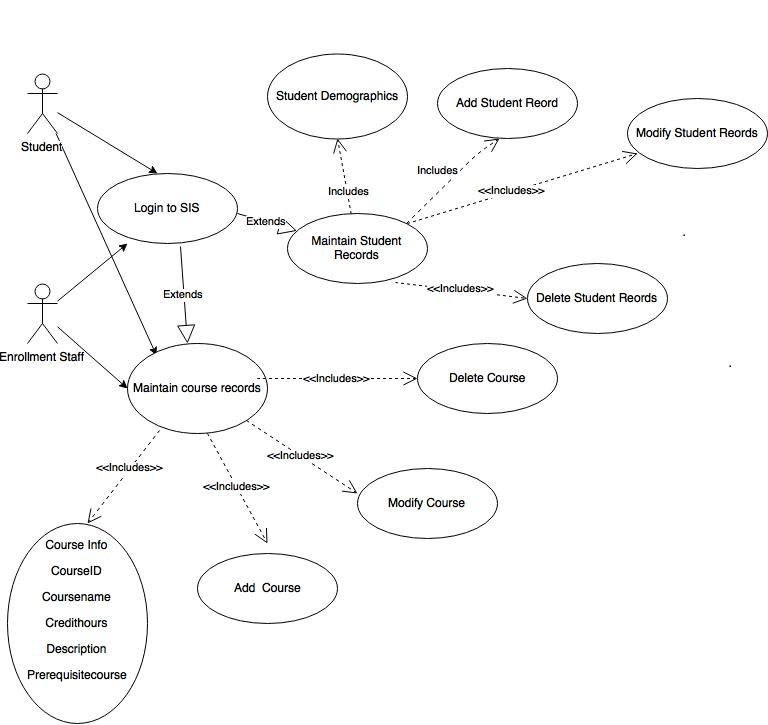 Student Demographics
Add Student Reord
Modify Student Reords
Student
Includes
Includes
<<Includes>>
Login to SIS
Extends
Maintain Student
Records
Extends
<<Includes>>
Delete Student Reords
Enrollment Staff
Maintain course records
<<Includes>>
Delete Course
<<Includes>>
<<Includes>>
<<Includes>>
Modify Course
Course Info
CourseID
Coursename
Credithours
Description
Prerequisitecourse
Add  Course